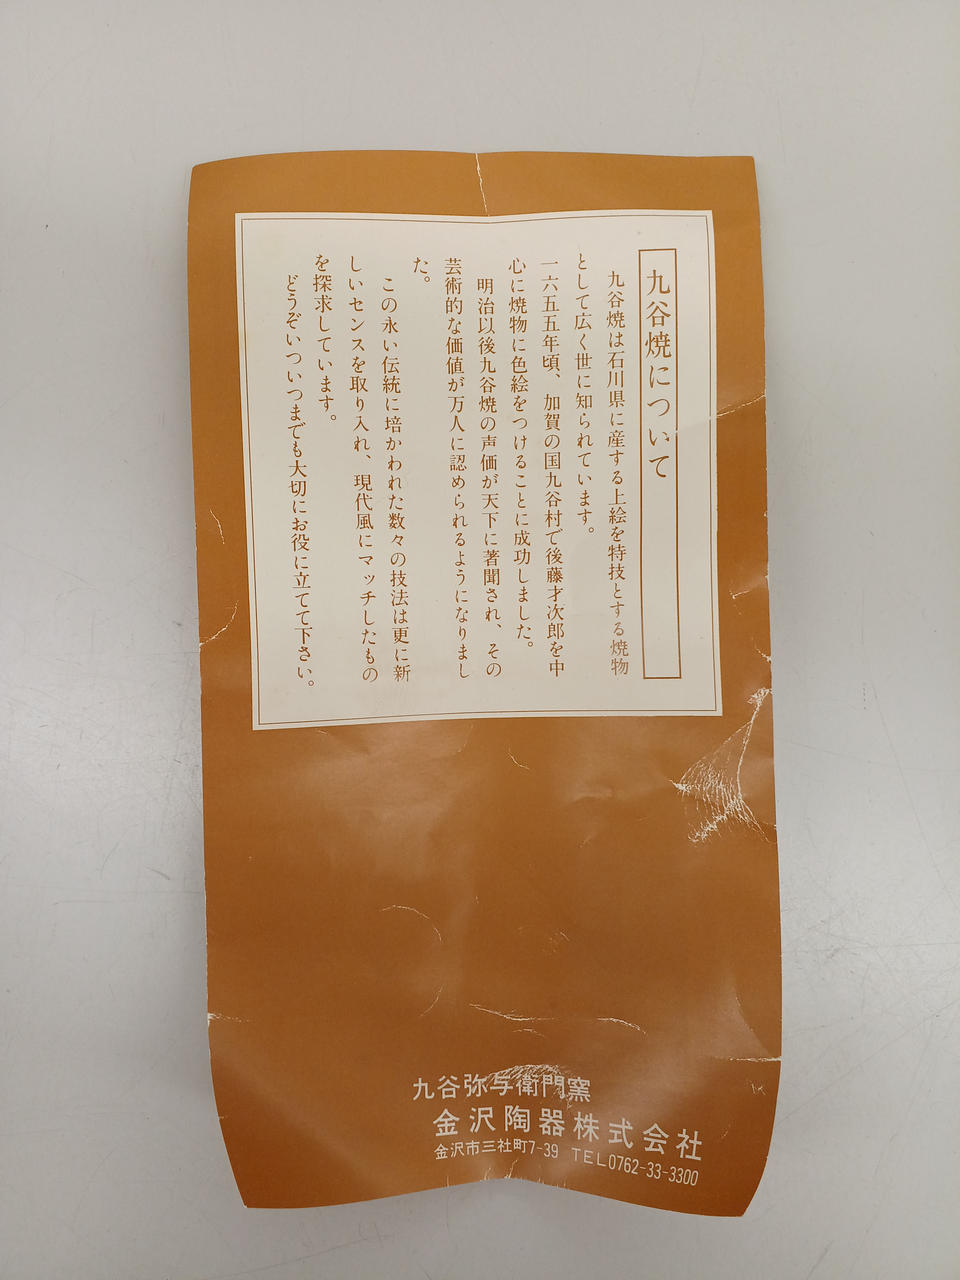 九谷焼について
九谷焼は石川県に産する上絵を特技とする焼物
として広く世に知られています。
一六五五年頃、加賀の国九谷村で後藤才次郎を中
心に焼物に色絵をつけることに成功しました。
明治以後九谷焼の声価が天下に著聞され、その
芸術的な価値が万人に認められるようになりまし
た。
この永い伝統に培かわれた数々の技法は更に新
しいセンスを取り入れ、現代風にマッチしたもの
を探求しています。
どうぞいついつまでも大切にお役に立てて下さい。
九谷弥与衛門窯
金沢陶器株式会社
金沢市三社町7-39 TEL0762-33-3300